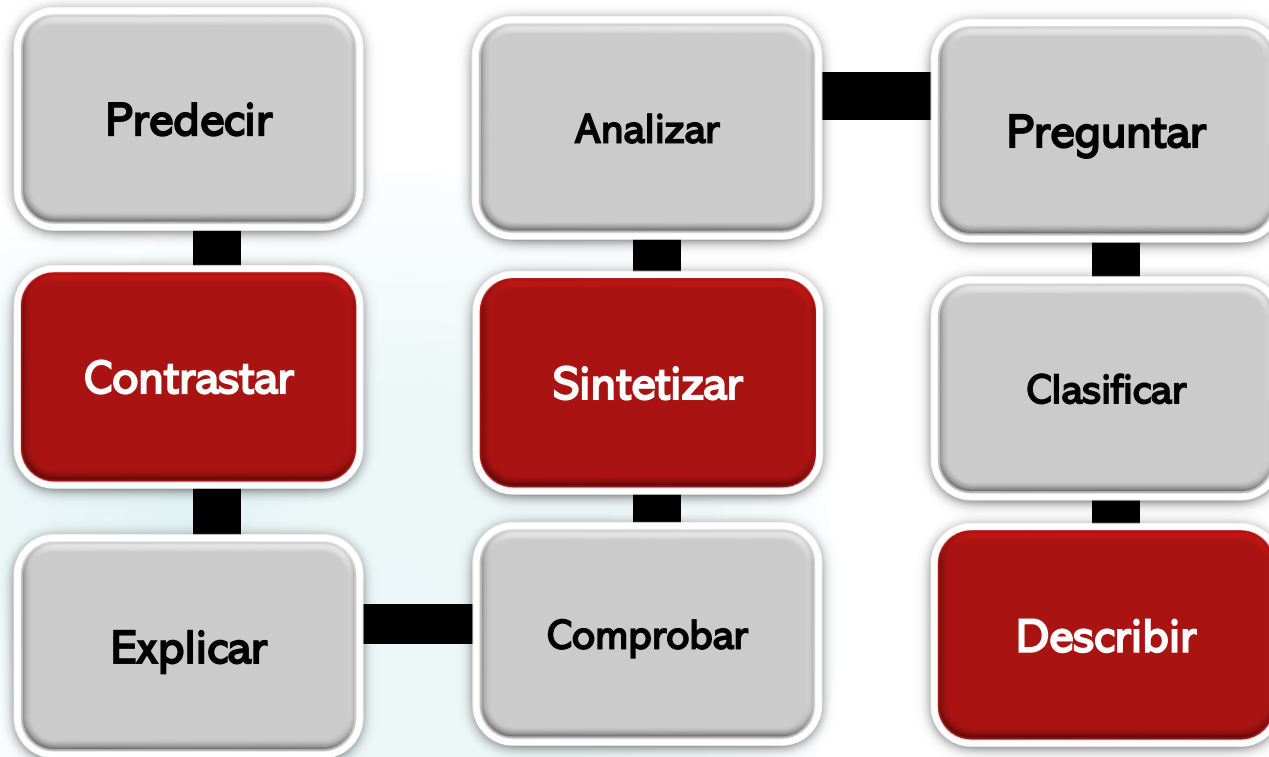 Predecir
Contrastar
Explicar
Comprobar
Sintetizar
Analizar
Preguntar
Clasificar
Describir